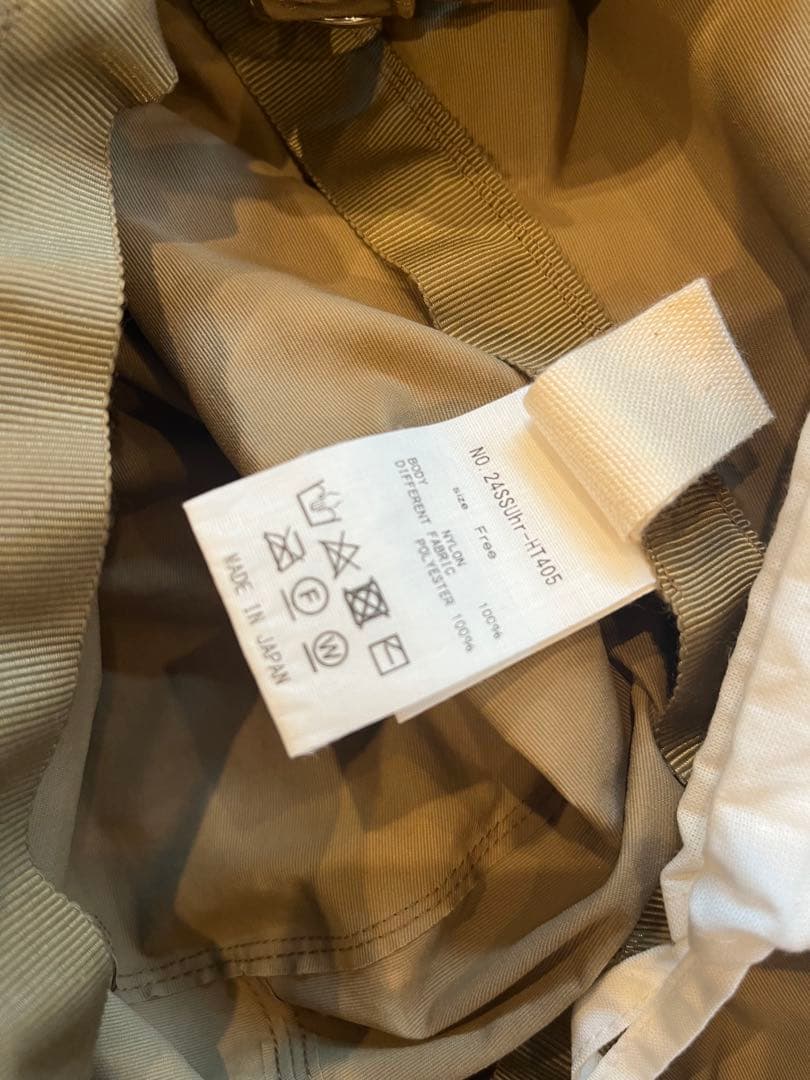 NO.24SSUhr-HT405
size Free
BODY NYLON 100%
DIFFERENT FABRIC
POLYESTER 100%
F
W
MADE IN JAPAN